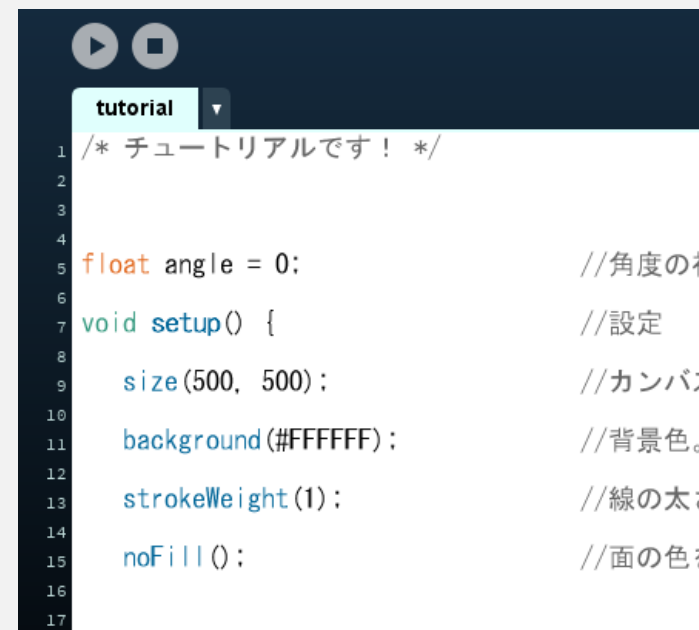 tutorial
1 /* チュートリアルです！ */
2
3
4
5 float angle = 0; //角度の
6
7 void setup() { //設定
8
9 size(500, 500); //カンバ
10
11 background(#FFFFFF); //背景色。
12
13 strokeWeight(1); //線の太
14
15 noFill(); //面の色
16
17